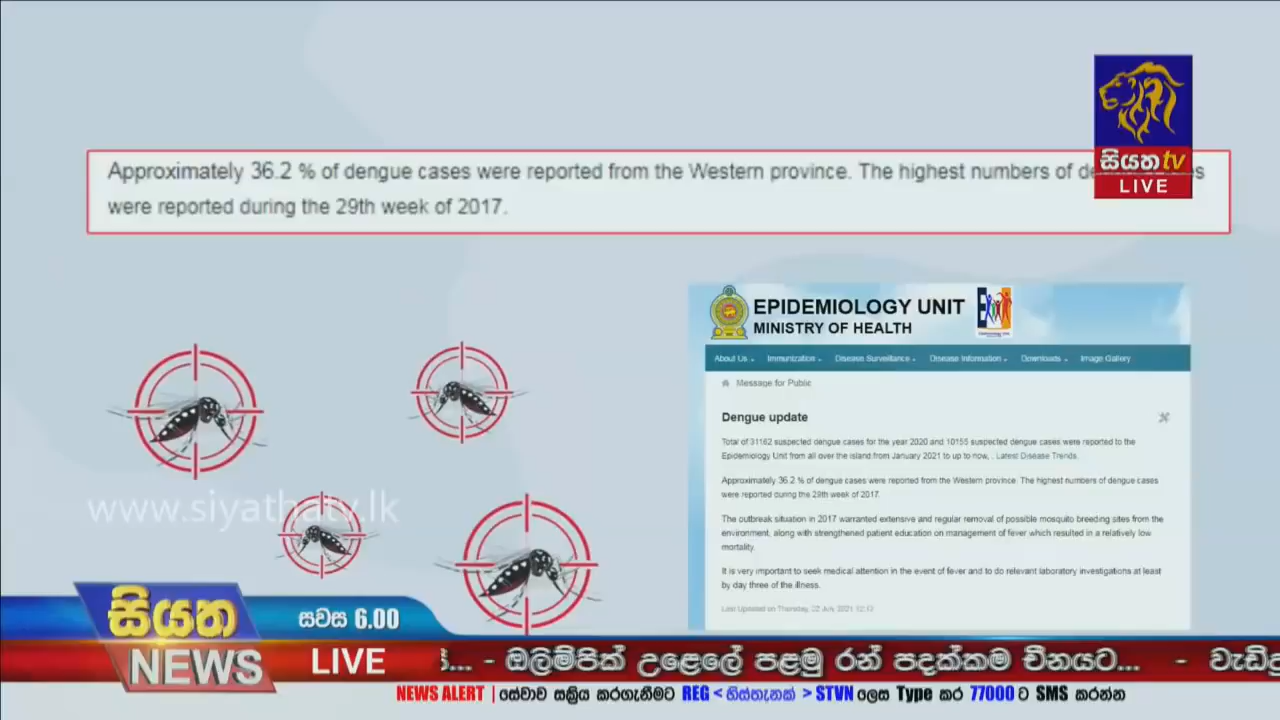 සියත tv
LIVE
Approximately 36.2 % of dengue cases were reported from the Western province. The highest numbers of
were reported during the 29th week of 2017.
EPIDEMIOLOGY UNIT
MINISTRY OF HEALTH
About Us Immunization Disease Surveillance Disease Information Downloads Image Gallery
Message for Public
Dengue update
Total of 31162 suspected dengue cases for the year 2020 and 10155 suspected dengue cases were reported to the
Epidemiology Unit from all over the island from January 2021 to up to now, . Latest Disease Trends.
Approximately 36.2 % of dengue cases were reported from the Western province. The highest numbers of dengue cases
were reported during the 29th week of 2017.
The outbreak situation in 2017 warranted extensive and regular removal of possible mosquito breeding sites from the
environment, along with strengthened patient education on management of fever which resulted in a relatively low
mortality.
It is very important to seek medical attention in the event of fever and to do relevant laboratory investigations at least
by day three of the illness.
Last Updated on Thursday, 22 July 2021 12:12
www.siyathatv.lk
සියත
NEWS
සවස 6.00
LIVE
... - ඔලිම්පික් උළෙලේ පළමු රන් පදක්කම චීනයට... -
NEWS ALERT | සේවාව සක්‍රිය කරගැනීමට REG < හිස්තැනක් > STVN ලෙස Type කර 77000 ට SMS කරන්න